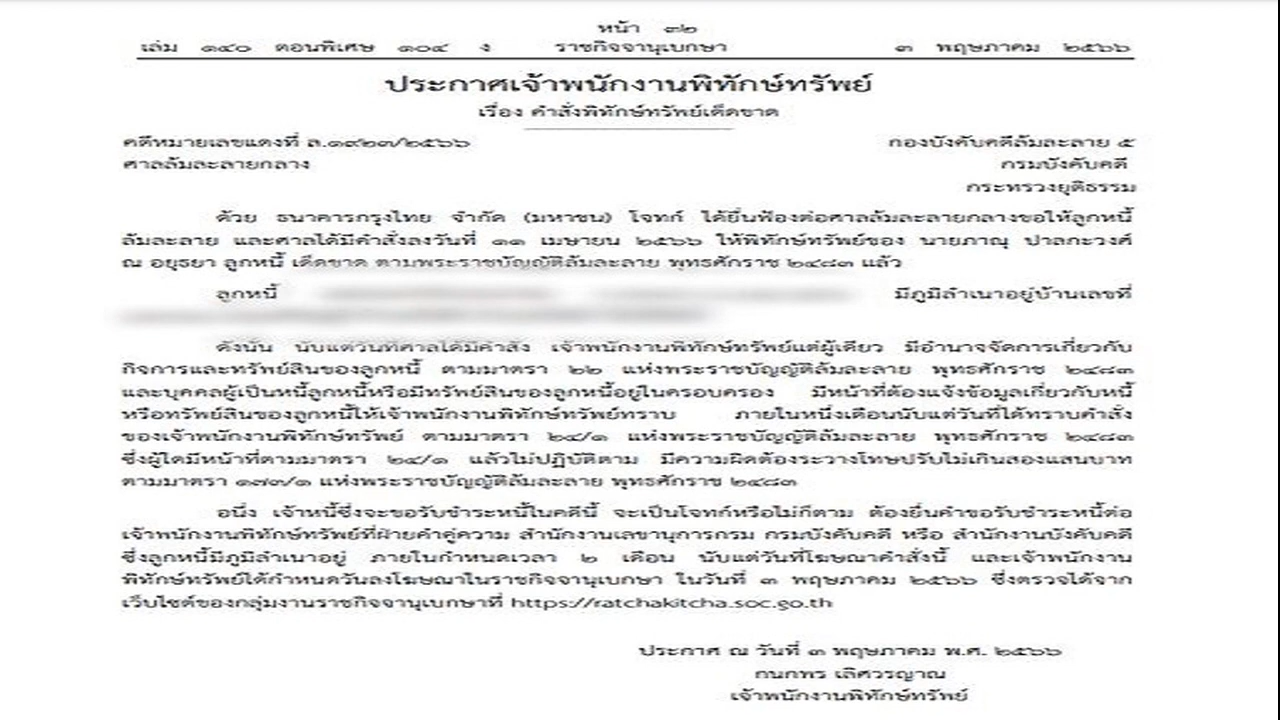 หน้า ๓๒
เล่ม ๑๔๐ ตอนพิเศษ ๑๐๔ ง ราชกิจจานุเบกษา ๓ พฤษภาคม ๒๕๖๖
ประกาศเจ้าพนักงานพิทักษ์ทรัพย์
เรื่อง คำสั่งพิทักษ์ทรัพย์เด็ดขาด
คดีหมายเลขแดงที่ ล.๑๙๒๓/๒๕๖๖ กองบังคับคดีล้มละลาย ๕
ศาลล้มละลายกลาง กรมบังคับคดี
กระทรวงยุติธรรม
ด้วย ธนาคารกรุงไทย จำกัด (มหาชน) โจทก์ ได้ยื่นฟ้องต่อศาลล้มละลายกลางขอให้ลูกหนี้
ล้มละลาย และศาลได้มีคำสั่งลงวันที่ ๑๑ เมษายน ๒๕๖๖ ให้พิทักษ์ทรัพย์ของ นายภาณุ ปาลกะวงศ์
ณ อยุธยา ลูกหนี้ เด็ดขาด ตามพระราชบัญญัติล้มละลาย พุทธศักราช ๒๔๘๓ แล้ว
ลูกหนี้ มีภูมิลำเนาอยู่บ้านเลขที่
ดังนั้น นับแต่วันที่ศาลได้มีคำสั่ง เจ้าพนักงานพิทักษ์ทรัพย์แต่ผู้เดียว มีอำนาจจัดการเกี่ยวกับ
กิจการและทรัพย์สินของลูกหนี้ ตามมาตรา ๒๒ แห่งพระราชบัญญัติล้มละลาย พุทธศักราช ๒๔๘๓
และบุคคลผู้เป็นหนี้ลูกหนี้หรือมีทรัพย์สินของลูกหนี้อยู่ในครอบครอง มีหน้าที่ต้องแจ้งข้อมูลเกี่ยวกับหนี้
หรือทรัพย์สินของลูกหนี้ให้เจ้าพนักงานพิทักษ์ทรัพย์ทราบ ภายในหนึ่งเดือนนับแต่วันที่ได้ทราบคำสั่ง
ของเจ้าพนักงานพิทักษ์ทรัพย์ ตามมาตรา ๒๔/๑ แห่งพระราชบัญญัติล้มละลาย พุทธศักราช ๒๔๘๓
ซึ่งผู้ใดมีหน้าที่ตามมาตรา ๒๔/๑ แล้วไม่ปฏิบัติตาม มีความผิดต้องระวางโทษปรับไม่เกินสองแสนบาท
ตามมาตรา ๑๗๓/๑ แห่งพระราชบัญญัติล้มละลาย พุทธศักราช ๒๔๘๓
อนึ่ง เจ้าหนี้ซึ่งจะขอรับชำระหนี้ในคดีนี้ จะเป็นโจทก์หรือไม่ก็ตาม ต้องยื่นคำขอรับชำระหนี้ต่อ
เจ้าพนักงานพิทักษ์ทรัพย์ที่ฝ่ายคำคู่ความ สำนักงานเลขานุการกรม กรมบังคับคดี หรือ สำนักงานบังคับคดี
ซึ่งลูกหนี้มีภูมิลำเนาอยู่ ภายในกำหนดเวลา ๒ เดือน นับแต่วันที่โฆษณาคำสั่งนี้ และเจ้าพนักงาน
พิทักษ์ทรัพย์ได้กำหนดวันลงโฆษณาในราชกิจจานุเบกษา ในวันที่ ๓ พฤษภาคม ๒๕๖๖ ซึ่งตรวจได้จาก
เว็บไซต์ของกลุ่มงานราชกิจจานุเบกษาที่ https://ratchakitcha.soc.go.th
ประกาศ ณ วันที่ ๓ พฤษภาคม พ.ศ. ๒๕๖๖
กนกพร เลิศวรญาณ
เจ้าพนักงานพิทักษ์ทรัพย์